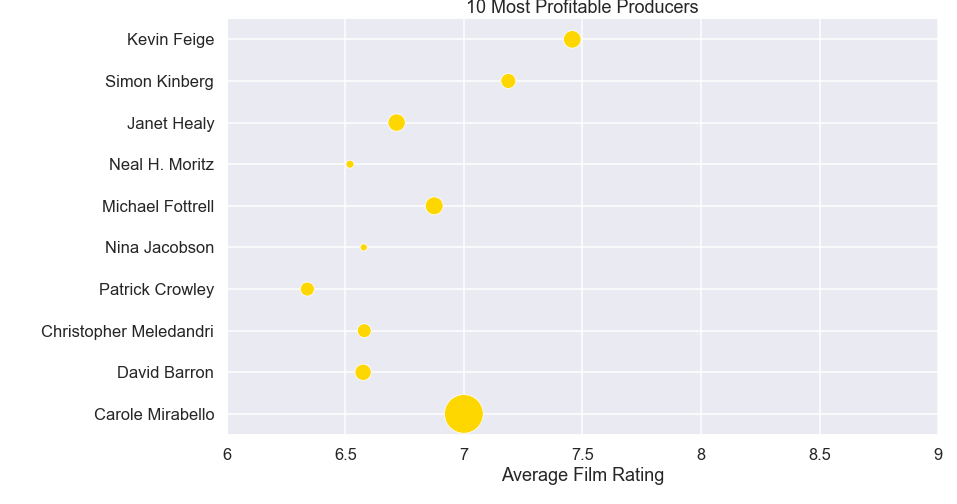 10 Most Profitable Producers
Kevin Feige
Simon Kinberg
Janet Healy
Neal H. Moritz
Michael Fottrell
Nina Jacobson
Patrick Crowley
Christopher Meledandri
David Barron
Carole Mirabello
6 6.5 7 7.5 8 8.5 9
Average Film Rating